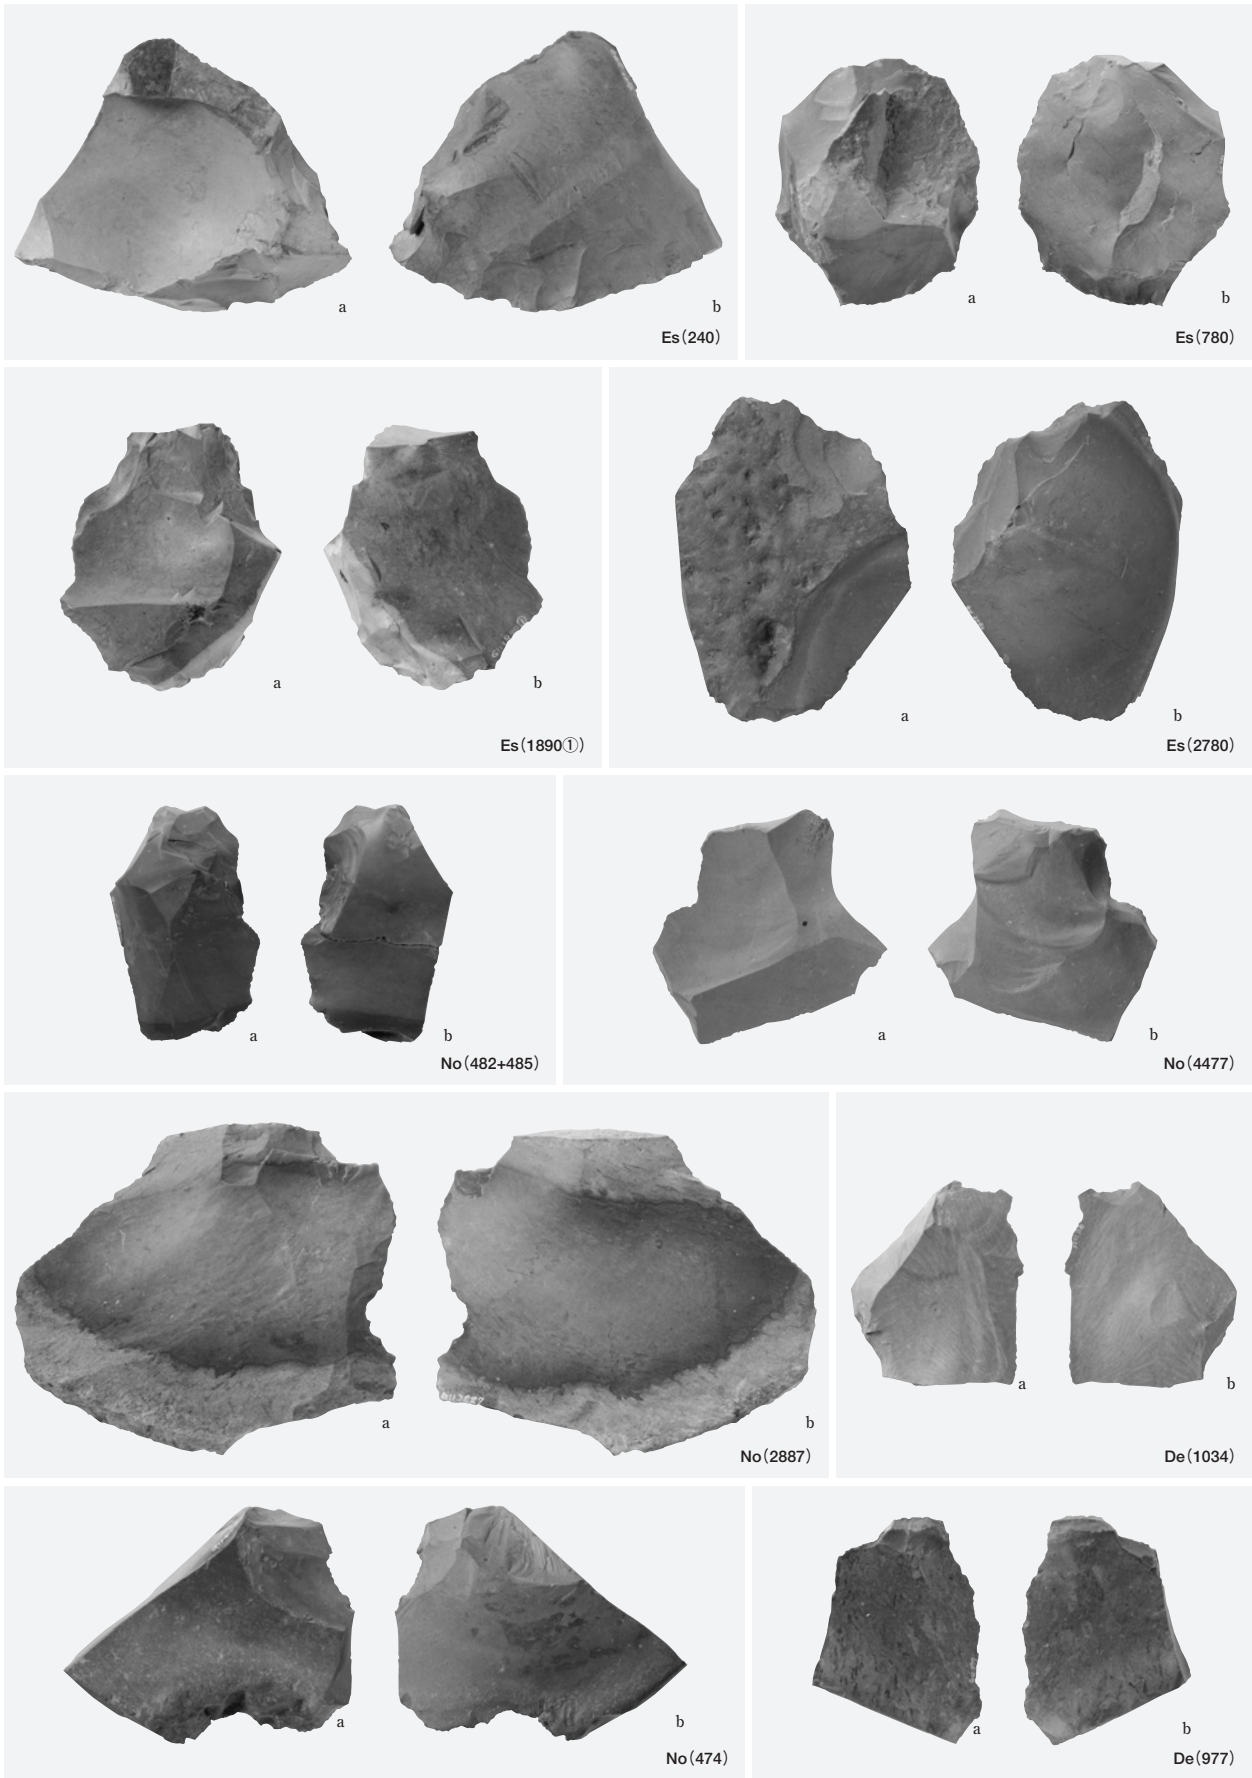 a
b
Es(240)
a
b
Es(780)
a
b
Es(1890①)
a
b
Es(2780)
a
b
No(482+485)
a
b
No(4477)
a
b
No(2887)
a
b
De(1034)
a
b
No(474)
a
b
De(977)